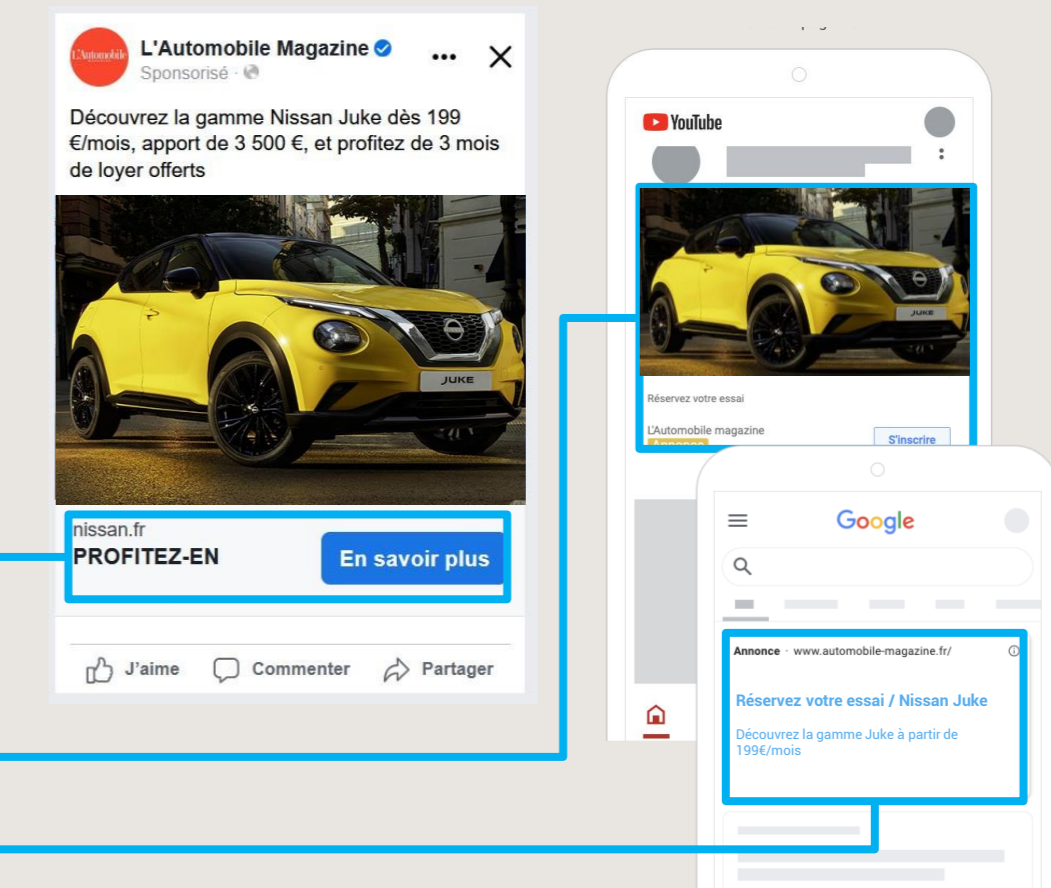 L'Automobile
L'Automobile Magazine
Sponsorisé ·
Découvrez la gamme Nissan Juke dès 199
€/mois, apport de 3 500 €, et profitez de 3 mois
de loyer offerts
JUKE
nissan.fr
PROFITEZ-EN
En savoir plus
J'aime
Commenter
Partager
YouTube
JUKE
Réservez votre essai
L'Automobile magazine
Annonce
S'inscrire
Google
Annonce · www.automobile-magazine.fr/
Réservez votre essai / Nissan Juke
Découvrez la gamme Juke à partir de
199€/mois